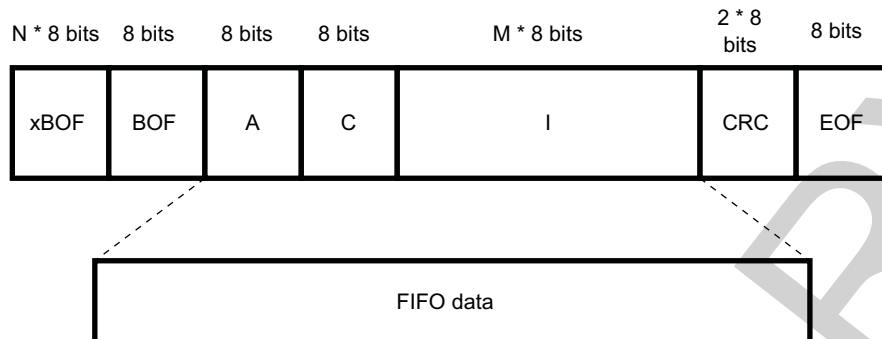 N * 8 bits 8 bits 8 bits 8 bits M * 8 bits 2 * 8
bits 8 bits
xBOF BOF A C I CRC EOF
FIFO data